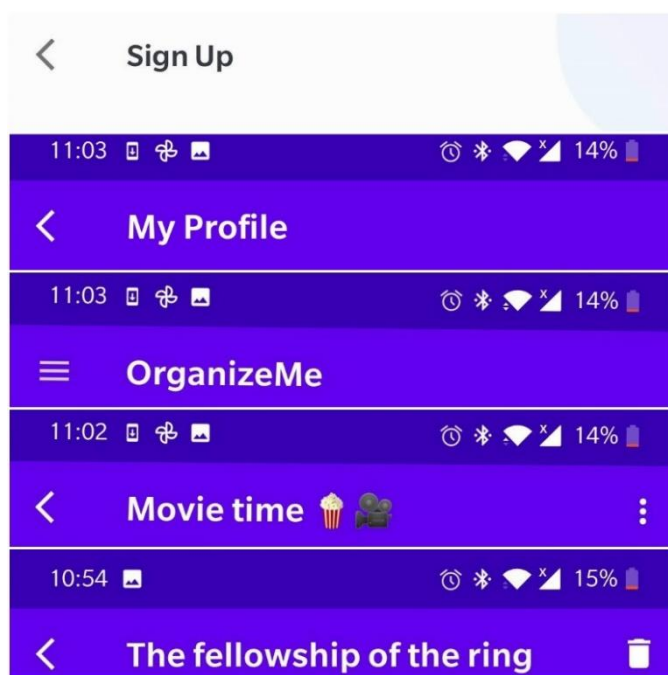 Sign Up
11:03 14%
My Profile
11:03 14%
OrganizeMe
11:02 14%
Movie time 🍿🎥
10:54 15%
The fellowship of the ring